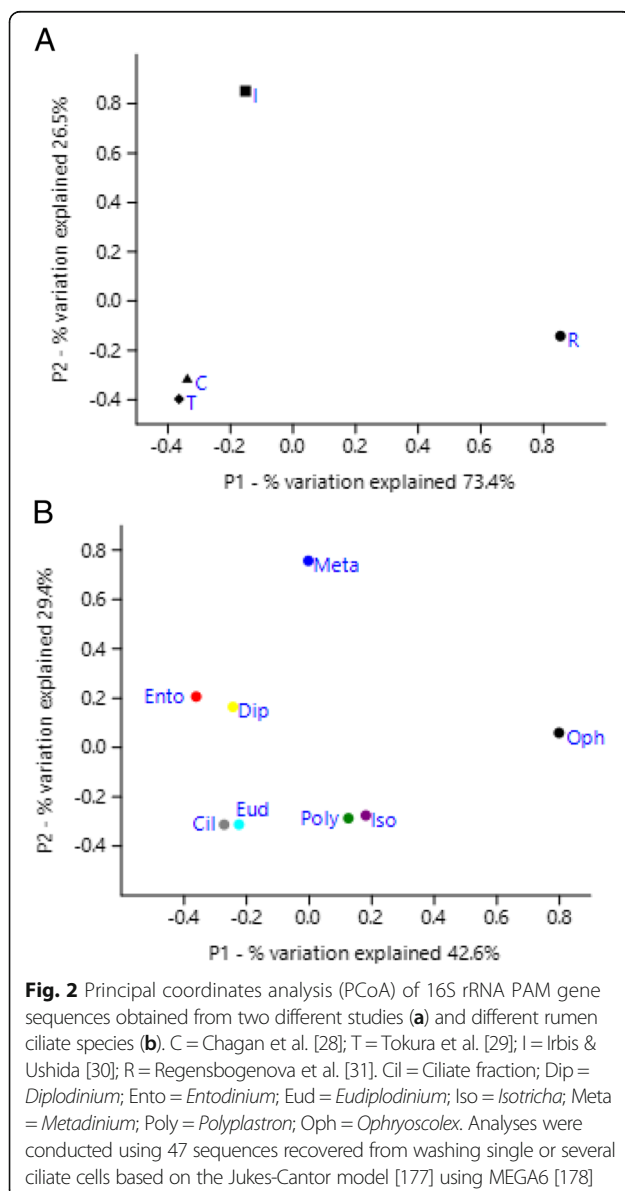 A
P2 - % variation explained 26.5%
0.8
0.6
0.4
0.2
0.0
-0.2
-0.4
I
R
C
T
-0.4 -0.2 0.0 0.2 0.4 0.6 0.8
P1 - % variation explained 73.4%
B
P2 - % variation explained 29.4%
0.8
0.6
0.4
0.2
0.0
-0.2
-0.4
Meta
Ento
Dip
Oph
Cil
Eud
Poly
Iso
-0.4 -0.2 0.0 0.2 0.4 0.6 0.8
P1 - % variation explained 42.6%
Fig. 2 Principal coordinates analysis (PCoA) of 16S rRNA PAM gene
sequences obtained from two different studies (a) and different rumen
ciliate species (b). C = Chagan et al. [28]; T = Tokura et al. [29]; I = Irbis &
Ushida [30]; R = Regensbogenova et al. [31]. Cil = Ciliate fraction; Dip =
Diplodinium; Ento = Entodinium; Eud = Eudiplodinium; Iso = Isotricha; Meta
= Metadinium; Poly = Polyplastron; Oph = Ophryoscolex. Analyses were
conducted using 47 sequences recovered from washing single or several
ciliate cells based on the Jukes-Cantor model [177] using MEGA6 [178]